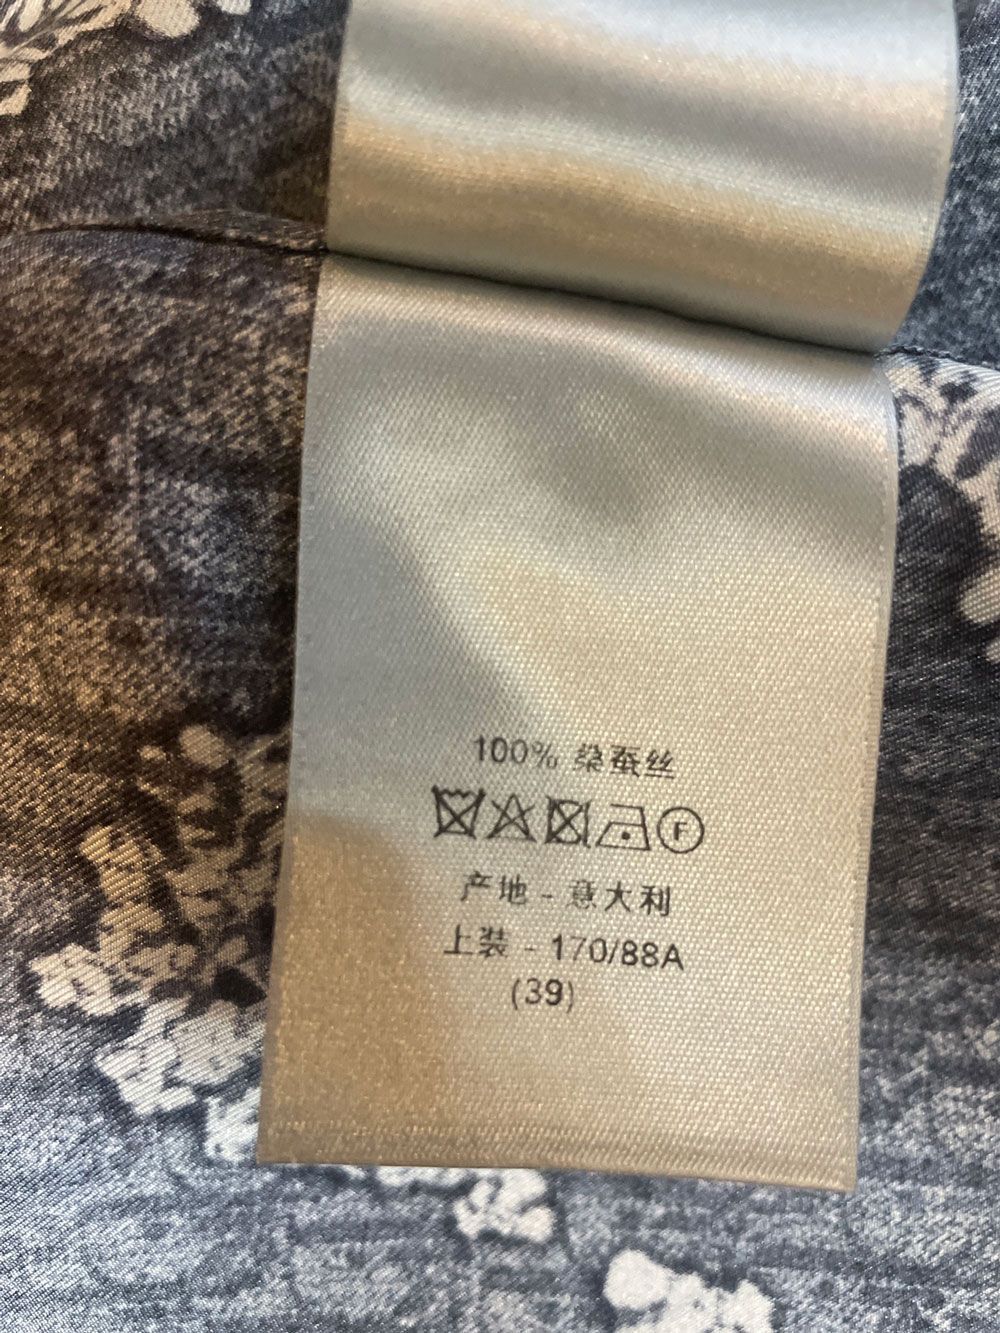 100% 桑蚕丝
F
产地 - 意大利
上装 - 170/88A
(39)